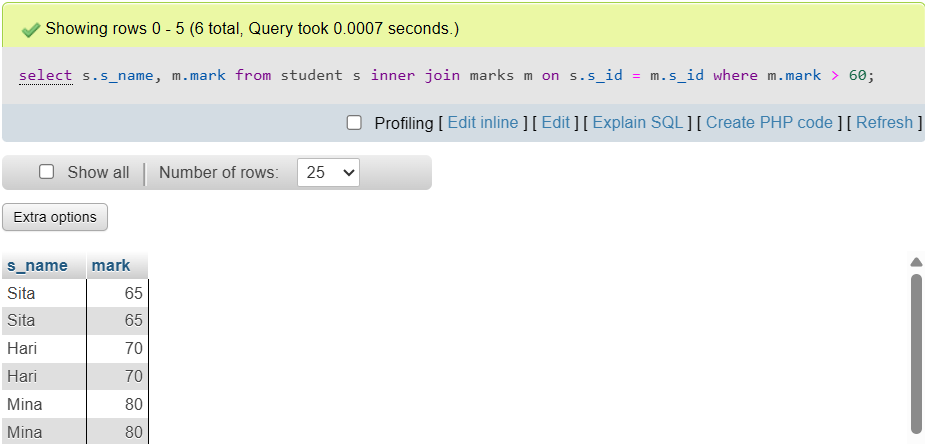 Showing rows 0 - 5 (6 total, Query took 0.0007 seconds.)
select s.s_name, m.mark from student s inner join marks m on s.s_id = m.s_id where m.mark > 60;
Profiling [ Edit inline ] [ Edit ] [ Explain SQL ] [ Create PHP code ] [ Refresh ]
Show all Number of rows: 25
Extra options
s_name mark
Sita 65
Sita 65
Hari 70
Hari 70
Mina 80
Mina 80